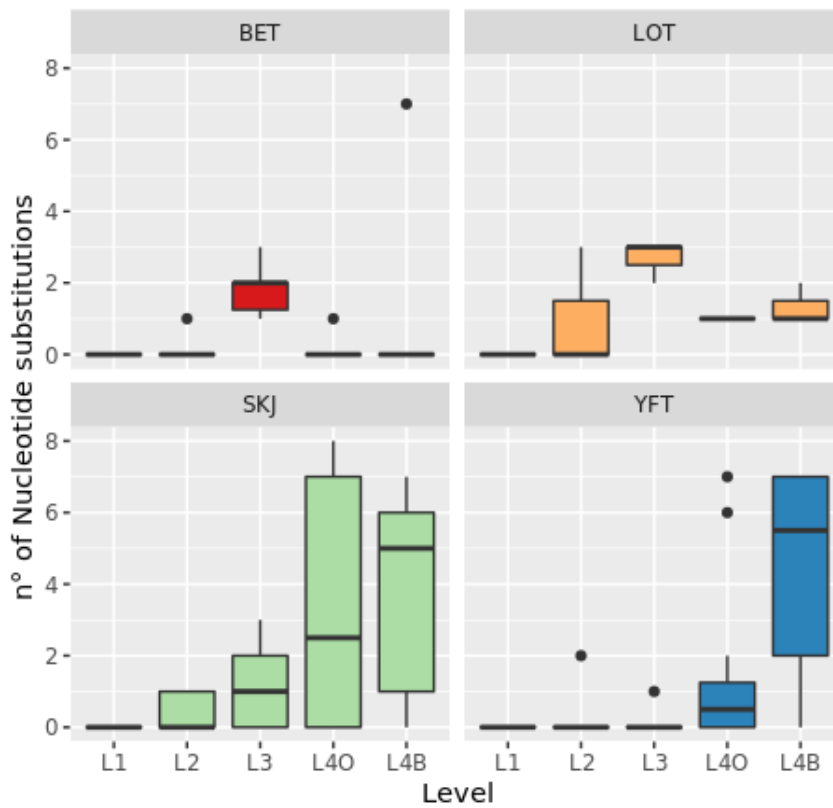 BET
LOT
8
6
4
2
0
SKJ
YFT
8
6
4
2
0
n° of Nucleotide substitutions
L1 L2 L3 L4O L4B
L1 L2 L3 L4O L4B
Level